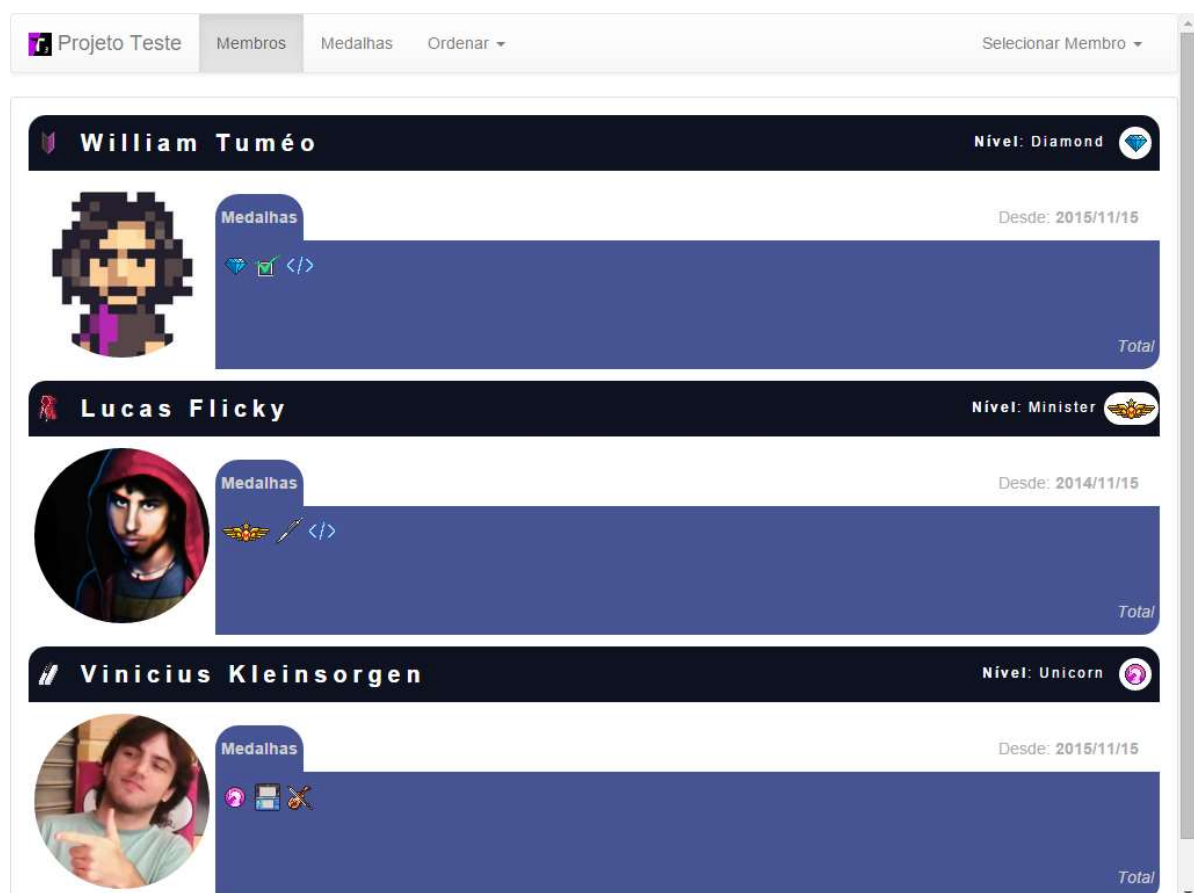 Projeto Teste Membros Medalhas Ordenar Selecionar Membro
William Tuméo Nível: Diamond
Medalhas Desde: 2015/11/15
</>
Total
Lucas Flicky Nível: Minister
Medalhas Desde: 2014/11/15
</>
Total
Vinicius Kleinsorgen Nível: Unicorn
Medalhas Desde: 2015/11/15
Total